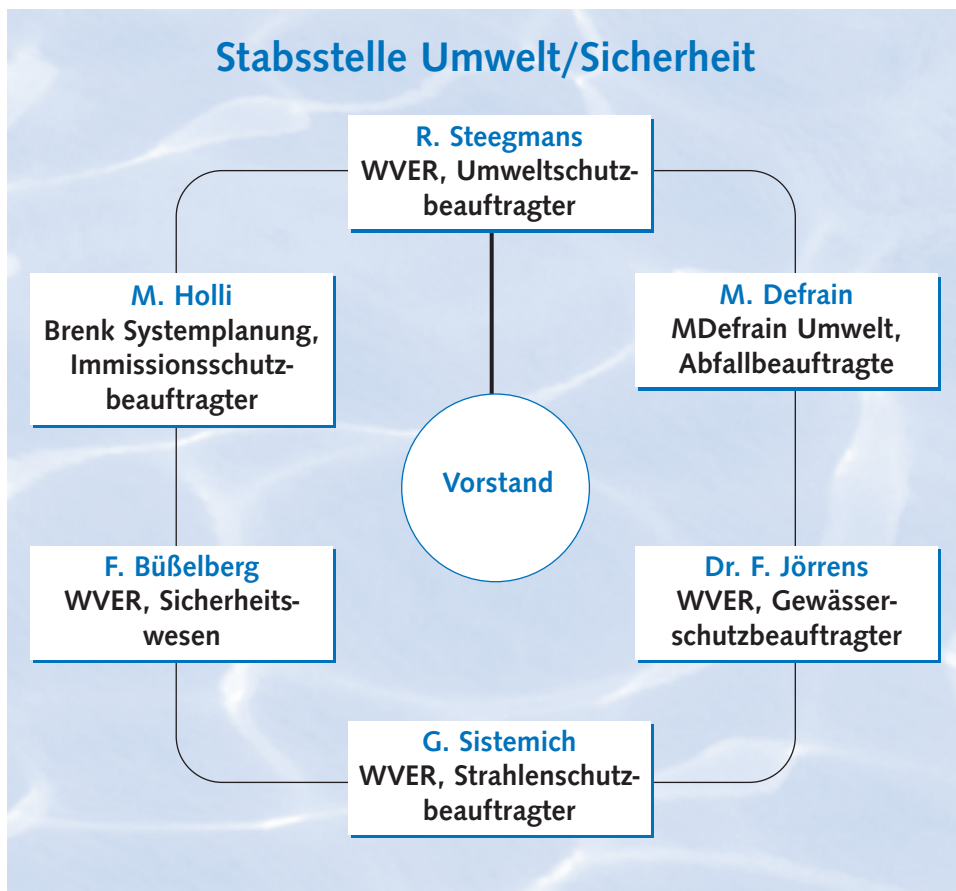 Stabsstelle Umwelt/Sicherheit
R. Steegmans
WVER, Umweltschutz-
beauftragter
M. Holli
Brenk Systemplanung,
Immissionsschutz-
beauftragter
M. Defrain
MDefrain Umwelt,
Abfallbeauftragte
Vorstand
F. Büßelberg
WVER, Sicherheits-
wesen
Dr. F. Jörrens
WVER, Gewässer-
schutzbeauftragter
G. Sistemich
WVER, Strahlenschutz-
beauftragter